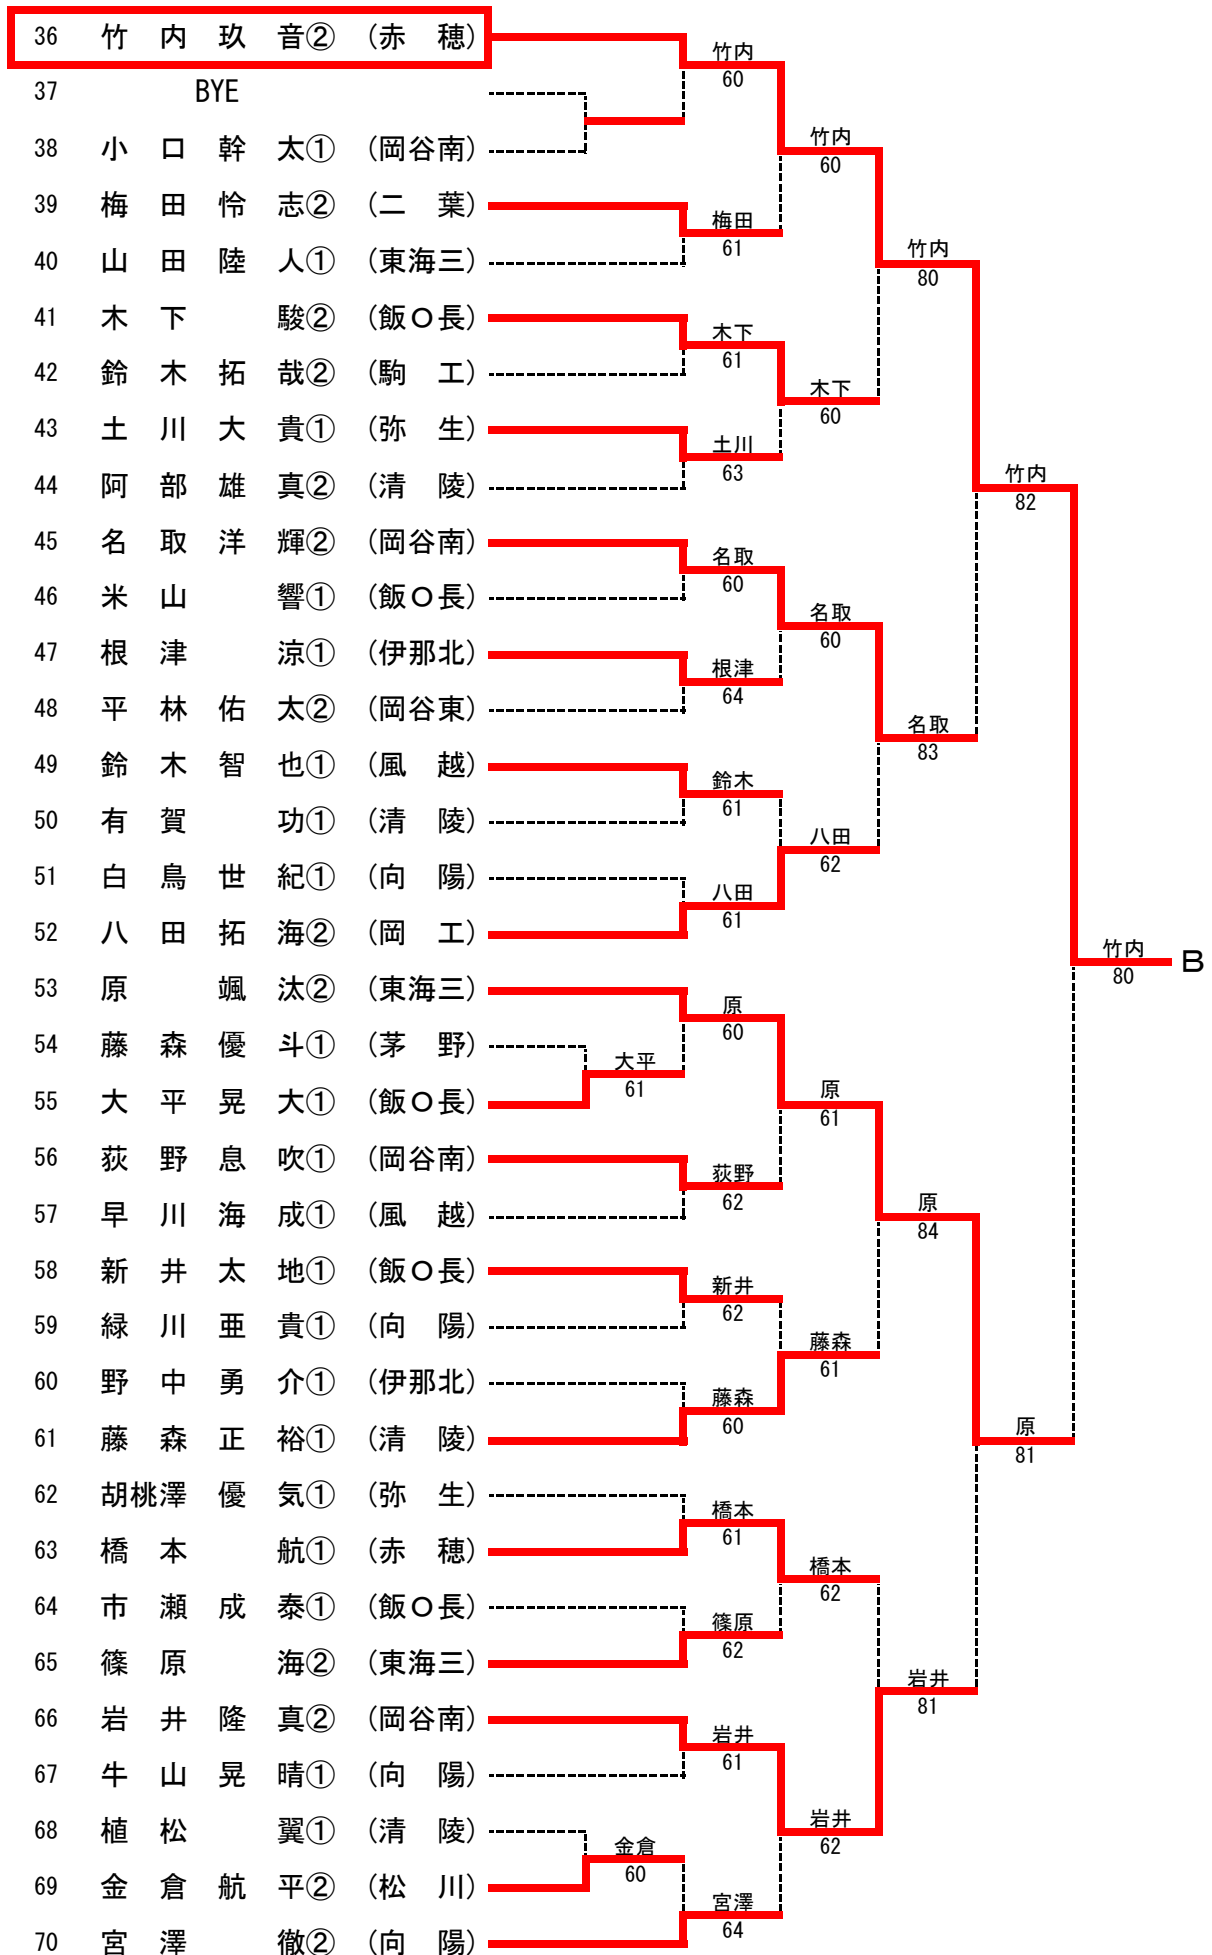 36 竹 内 玖 音② (赤 穂)
37 BYE
38 小 口 幹 太① (岡谷南)
39 梅 田 怜 志② (二 葉)
40 山 田 陸 人① (東海三)
41 木 下 駿② (飯O長)
42 鈴 木 拓 哉② (駒 工)
43 土 川 大 貴① (弥 生)
44 阿 部 雄 真② (清 陵)
45 名 取 洋 輝② (岡谷南)
46 米 山 響① (飯O長)
47 根 津 涼① (伊那北)
48 平 林 佑 太② (岡谷東)
49 鈴 木 智 也① (風 越)
50 有 賀 功① (清 陵)
51 白 鳥 世 紀① (向 陽)
52 八 田 拓 海② (岡 工)
53 原 颯 汰② (東海三)
54 藤 森 優 斗① (茅 野)
55 大 平 晃 大① (飯O長)
56 荻 野 息 吹① (岡谷南)
57 早 川 海 成① (風 越)
58 新 井 太 地① (飯O長)
59 緑 川 亜 貴① (向 陽)
60 野 中 勇 介① (伊那北)
61 藤 森 正 裕① (清 陵)
62 胡桃澤 優 気① (弥 生)
63 橋 本 航① (赤 穂)
64 市 瀬 成 泰① (飯O長)
65 篠 原 海② (東海三)
66 岩 井 隆 真② (岡谷南)
67 牛 山 晃 晴① (向 陽)
68 植 松 翼① (清 陵)
69 金 倉 航 平② (松 川)
70 宮 澤 徹② (向 陽)
大平
61
金倉
60
竹内
60
梅田
61
木下
61
土川
63
名取
60
根津
64
鈴木
61
八田
61
原
60
荻野
62
新井
62
藤森
60
橋本
61
篠原
62
岩井
61
宮澤
64
竹内
60
木下
60
名取
60
八田
62
原
61
藤森
61
橋本
62
岩井
62
竹内
80
名取
83
原
84
岩井
81
竹内
82
原
81
竹内
80
B